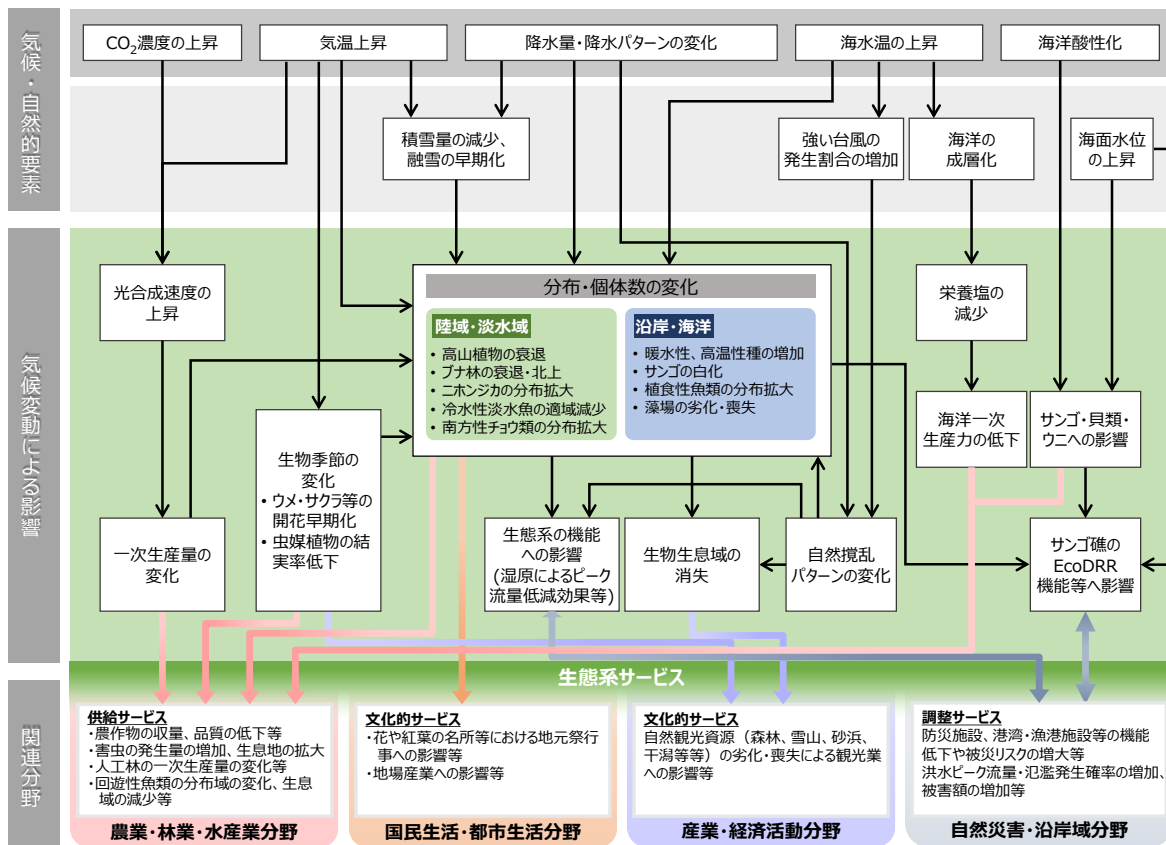 気候・自然的要素
CO₂濃度の上昇
気温上昇
降水量・降水パターンの変化
海水温の上昇
海洋酸性化
積雪量の減少、
融雪の早期化
強い台風の
発生割合の増加
海洋の
成層化
海面水位
の上昇
気候変動による影響
光合成速度の
上昇
分布・個体数の変化
陸域・淡水域
• 高山植物の衰退
• ブナ林の衰退・北上
• ニホンジカの分布拡大
• 冷水性淡水魚の適域減少
• 南方性チョウ類の分布拡大
沿岸・海洋
• 暖水性、高温性種の増加
• サンゴの白化
• 植食性魚類の分布拡大
• 藻場の劣化・喪失
栄養塩の
減少
海洋一次
生産力の低下
サンゴ・貝類・
ウニへの影響
生物季節の
変化
• ウメ・サクラ等の
開花早期化
• 虫媒植物の結
実率低下
一次生産量の
変化
生態系の機能
への影響
(湿原によるピーク
流量低減効果等)
生物生息域の
消失
自然撹乱
パターンの変化
サンゴ礁の
EcoDRR
機能等へ影響
生態系サービス
関連分野
供給サービス
・農作物の収量、品質の低下等
・害虫の発生量の増加、生息地の拡大
・人工林の一次生産量の変化等
・回遊性魚類の分布域の変化、生息
域の減少等
農業・林業・水産業分野
文化的サービス
・花や紅葉の名所等における地元祭行
事への影響等
・地場産業への影響等
国民生活・都市生活分野
文化的サービス
自然観光資源（森林、雪山、砂浜、
干潟等等）の劣化・喪失による観光業
への影響等
産業・経済活動分野
調整サービス
防災施設、港湾・漁港施設等の機能
低下や被災リスクの増大等
洪水ピーク流量・氾濫発生確率の増加、
被害額の増加等
自然災害・沿岸域分野